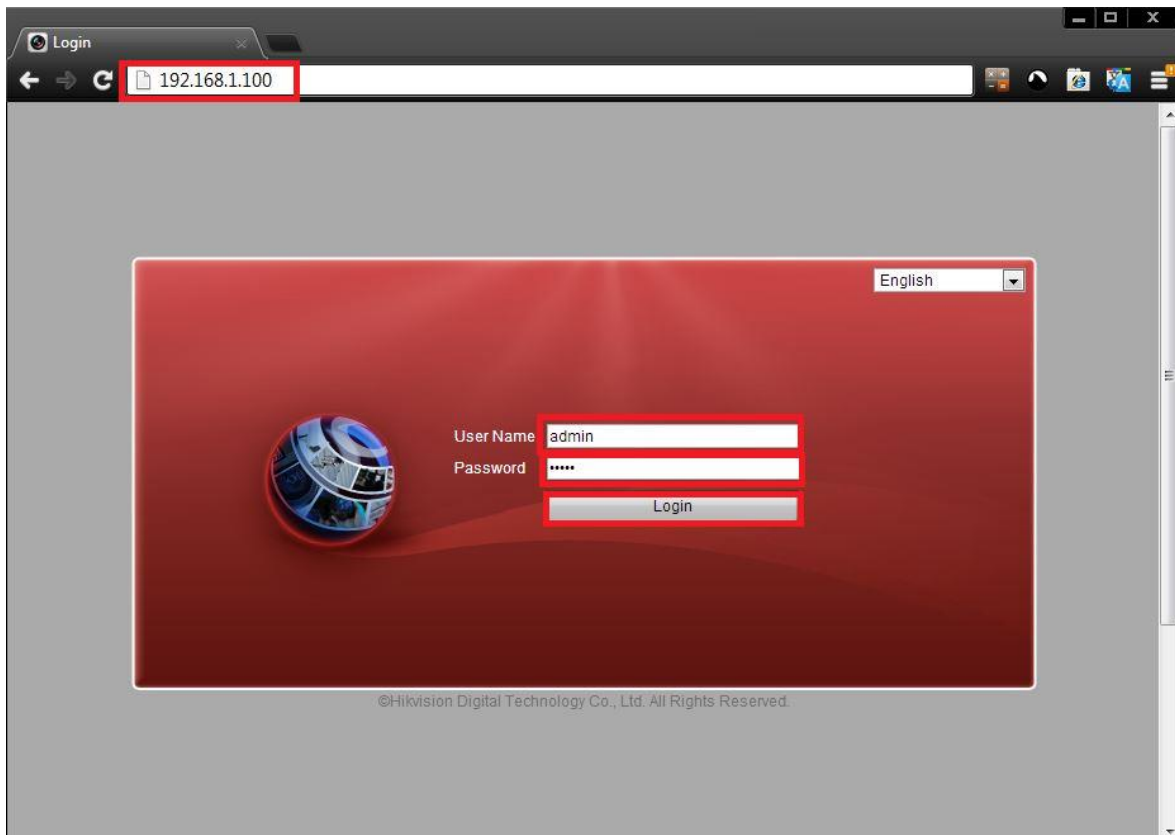 Login
192.168.1.100
English
User Name admin
Password •••••
Login
©Hikvision Digital Technology Co., Ltd. All Rights Reserved.